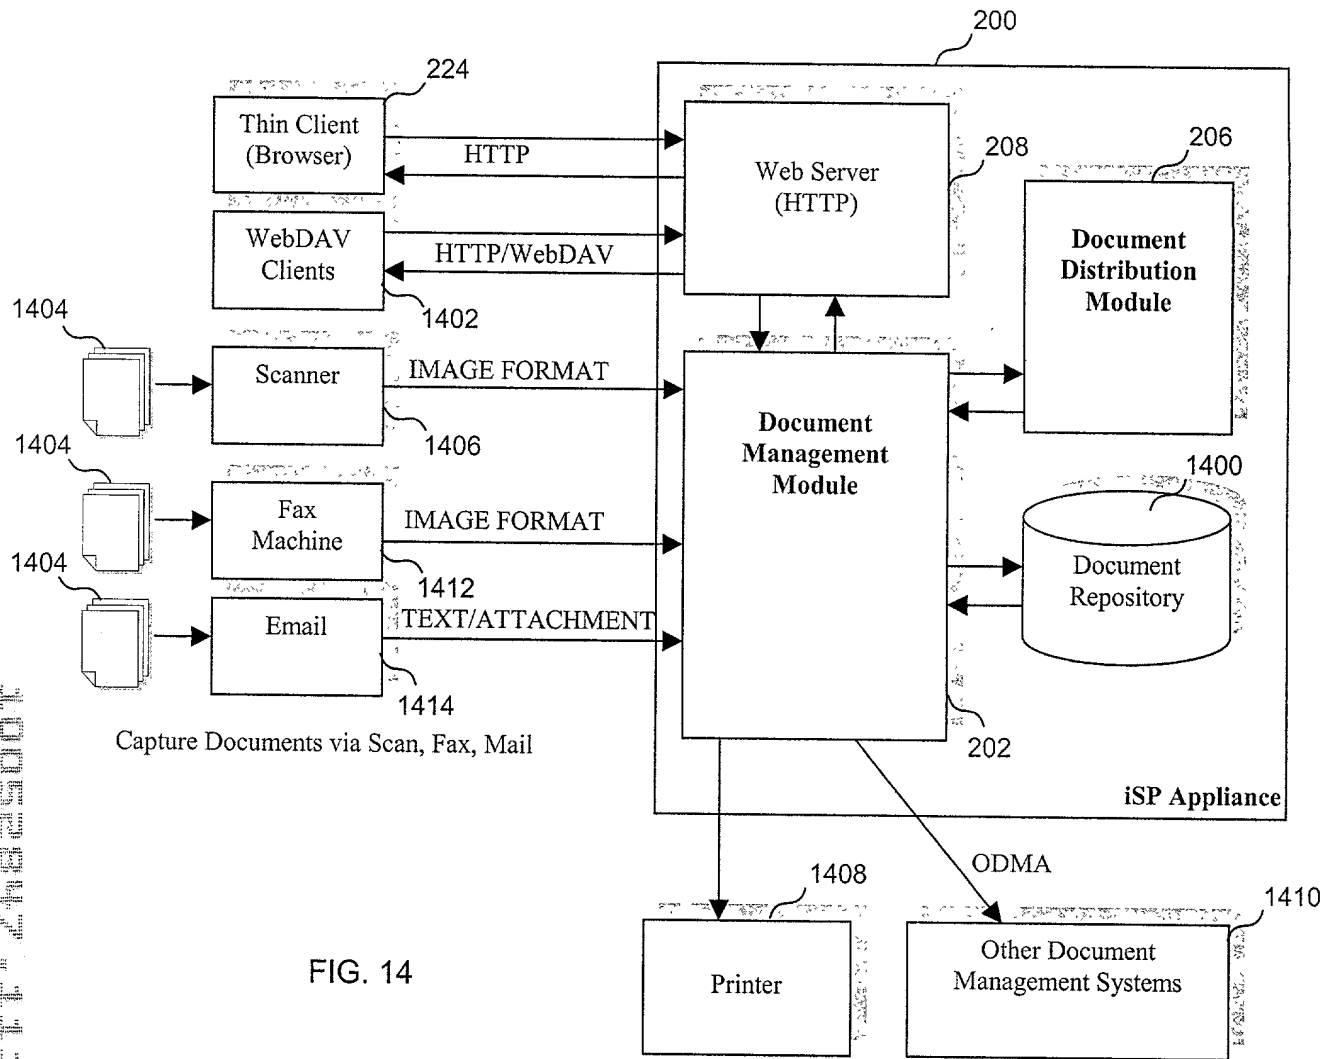 200
224
Thin Client
(Browser)
HTTP
Web Server
(HTTP)
208
206
Document
Distribution
Module
WebDAV
Clients
HTTP/WebDAV
1402
1404
Scanner
IMAGE FORMAT
1406
Document
Management
Module
1404
Fax
Machine
IMAGE FORMAT
1412
1400
Document
Repository
1404
Email
TEXT/ATTACHMENT
1414
202
Capture Documents via Scan, Fax, Mail
iSP Appliance
ODMA
1408
Printer
1410
Other Document
Management Systems
FIG. 14